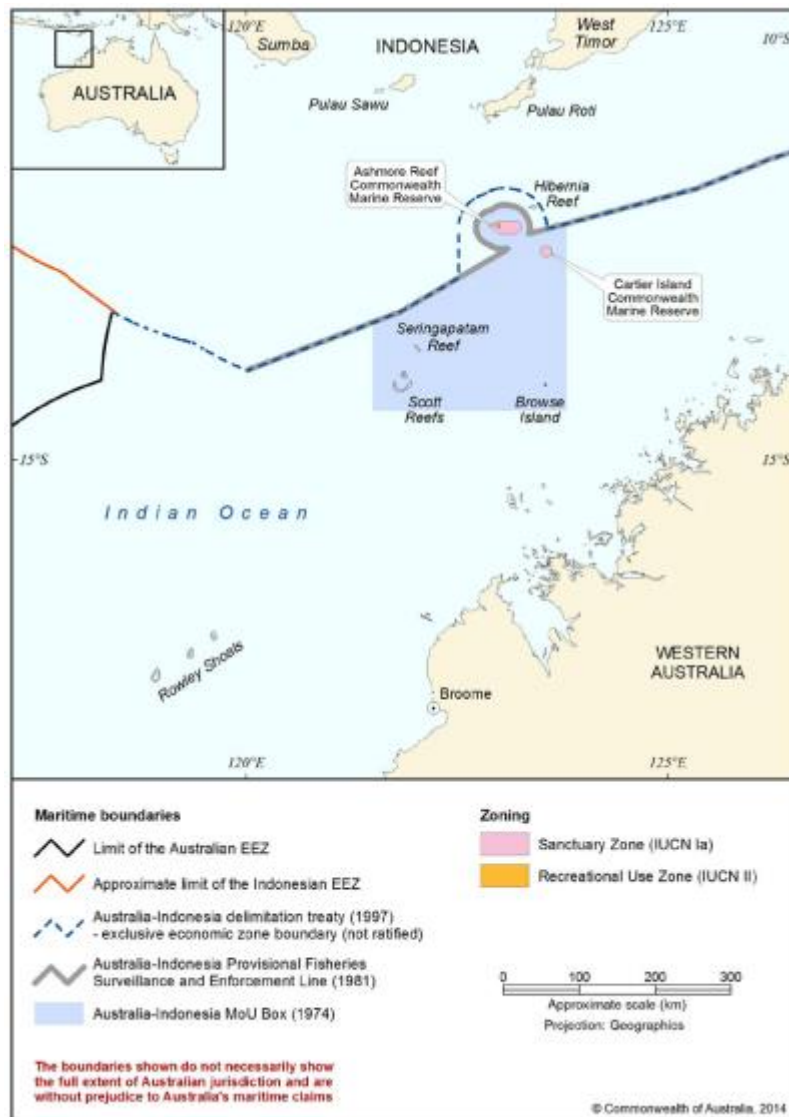 120°E
Sumba
INDONESIA
West
Timor
125°E
10°S
AUSTRALIA
Pulau Sawu
Pulau Roti
Ashmore Reef
Commonwealth
Marine Reserve
Hibernia
Reef
Cartier Island
Commonwealth
Marine Reserve
Seringapatam
Reef
Scott
Reefs
Browse
Island
15°S
15°S
Indian Ocean
Rowley Shoals
WESTERN
AUSTRALIA
Broome
120°E
125°E
Maritime boundaries
Limit of the Australian EEZ
Approximate limit of the Indonesian EEZ
Australia-Indonesia delimitation treaty (1997)
- exclusive economic zone boundary (not ratified)
Australia-Indonesia Provisional Fisheries
Surveillance and Enforcement Line (1981)
Australia-Indonesia MoU Box (1974)
Zoning
Sanctuary Zone (IUCN Ia)
Recreational Use Zone (IUCN II)
0 100 200 300
Approximate scale (km)
Projection: Geographics
The boundaries shown do not necessarily show
the full extent of Australian jurisdiction and are
without prejudice to Australia's maritime claims
© Commonwealth of Australia, 2014